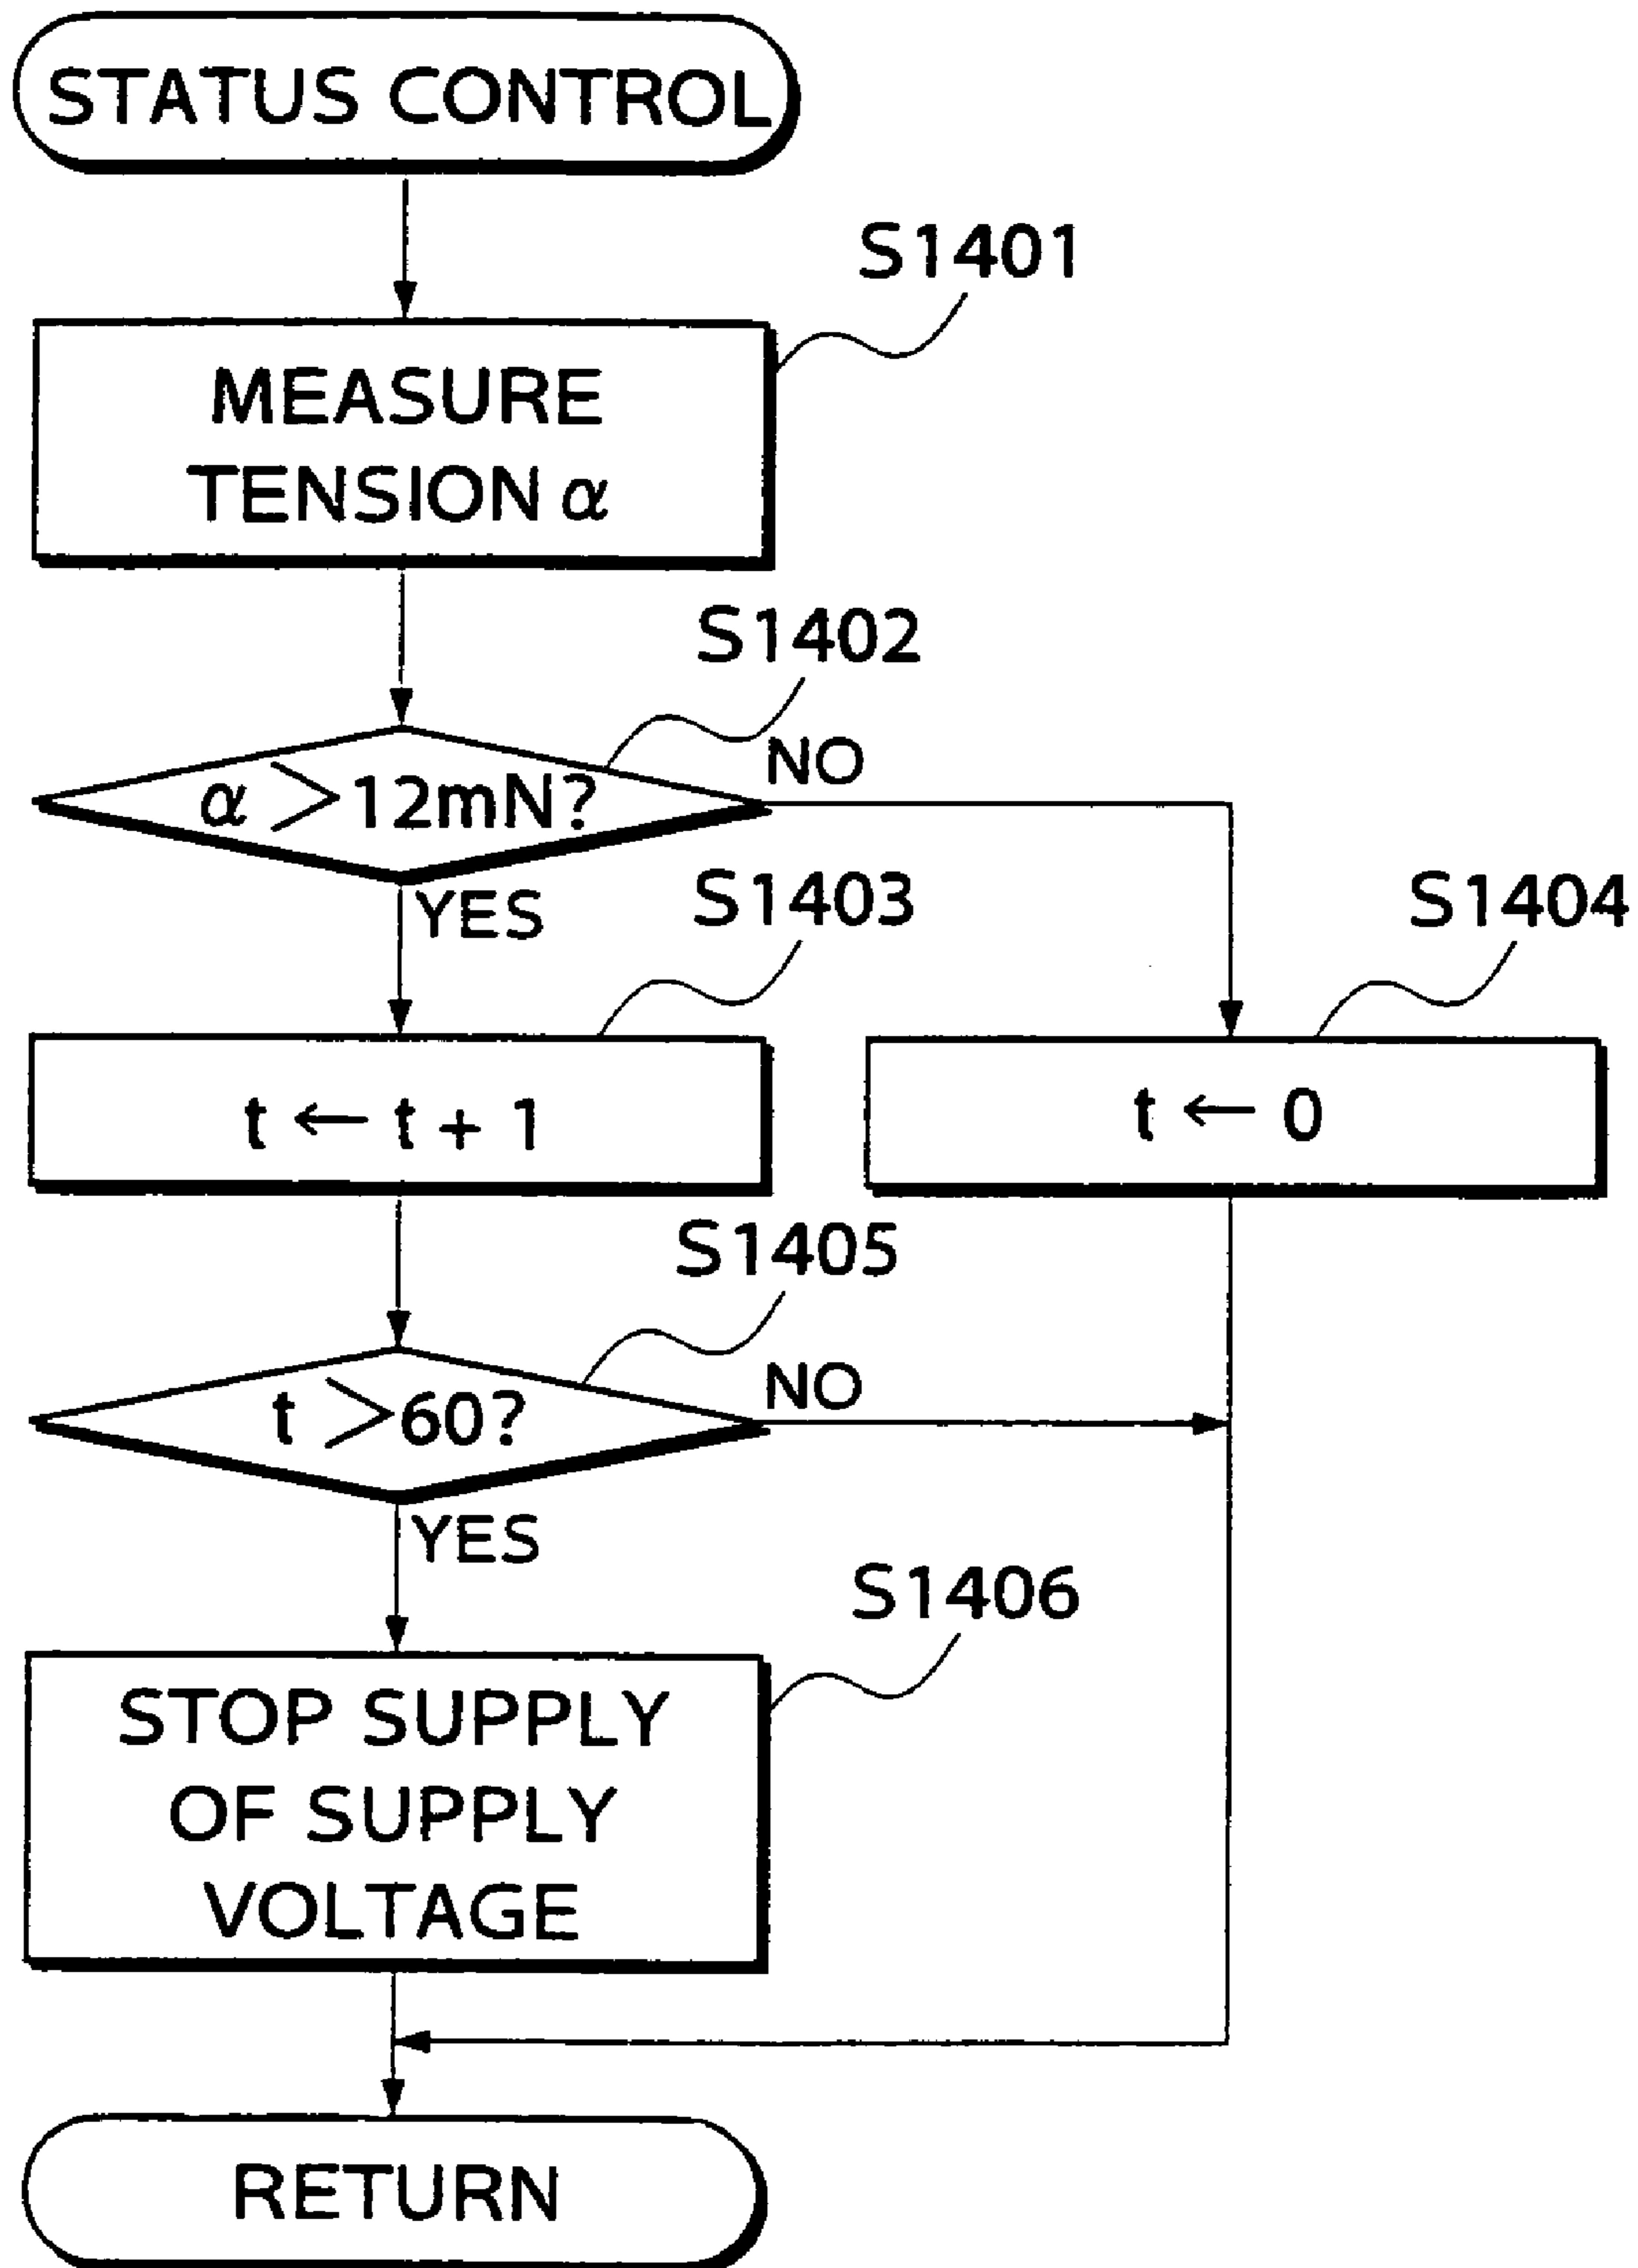 STATUS CONTROL
S1401
MEASURE
TENSION α
S1402
α >12mN?
NO
YES
S1403
S1404
t ← t + 1
t ← 0
S1405
t >60?
NO
YES
S1406
STOP SUPPLY
OF SUPPLY
VOLTAGE
RETURN